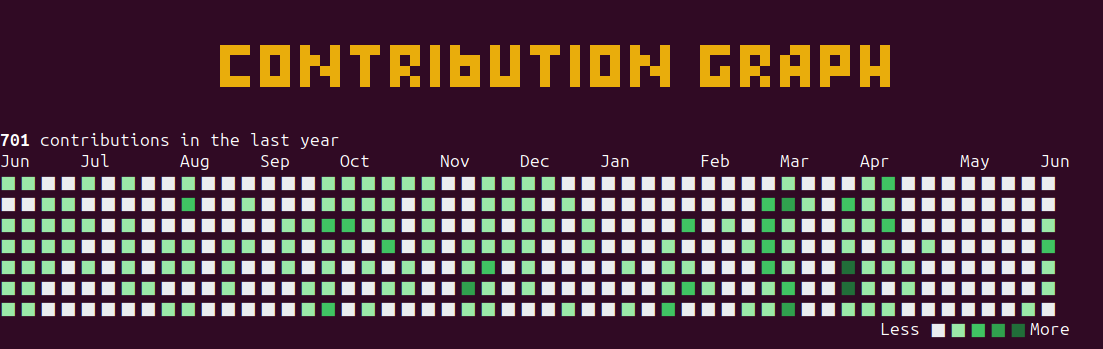 CONTRIBUTION GRAPH
701 contributions in the last year
Jun Jul Aug Sep Oct Nov Dec Jan Feb Mar Apr May Jun
Less More